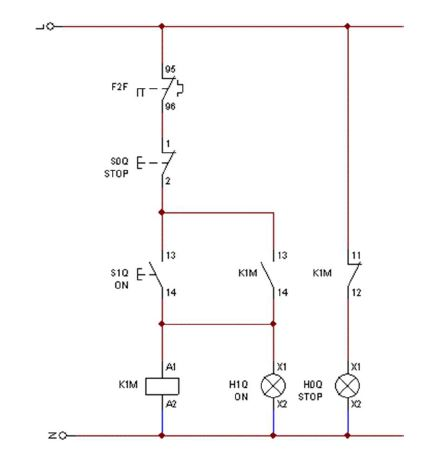 L
95
F2F
96
1
S0Q
STOP
2
13
S1Q
ON
14
13
K1M
14
11
K1M
12
A1
K1M
A2
X1
H1Q
ON
X2
X1
H0Q
STOP
X2
N